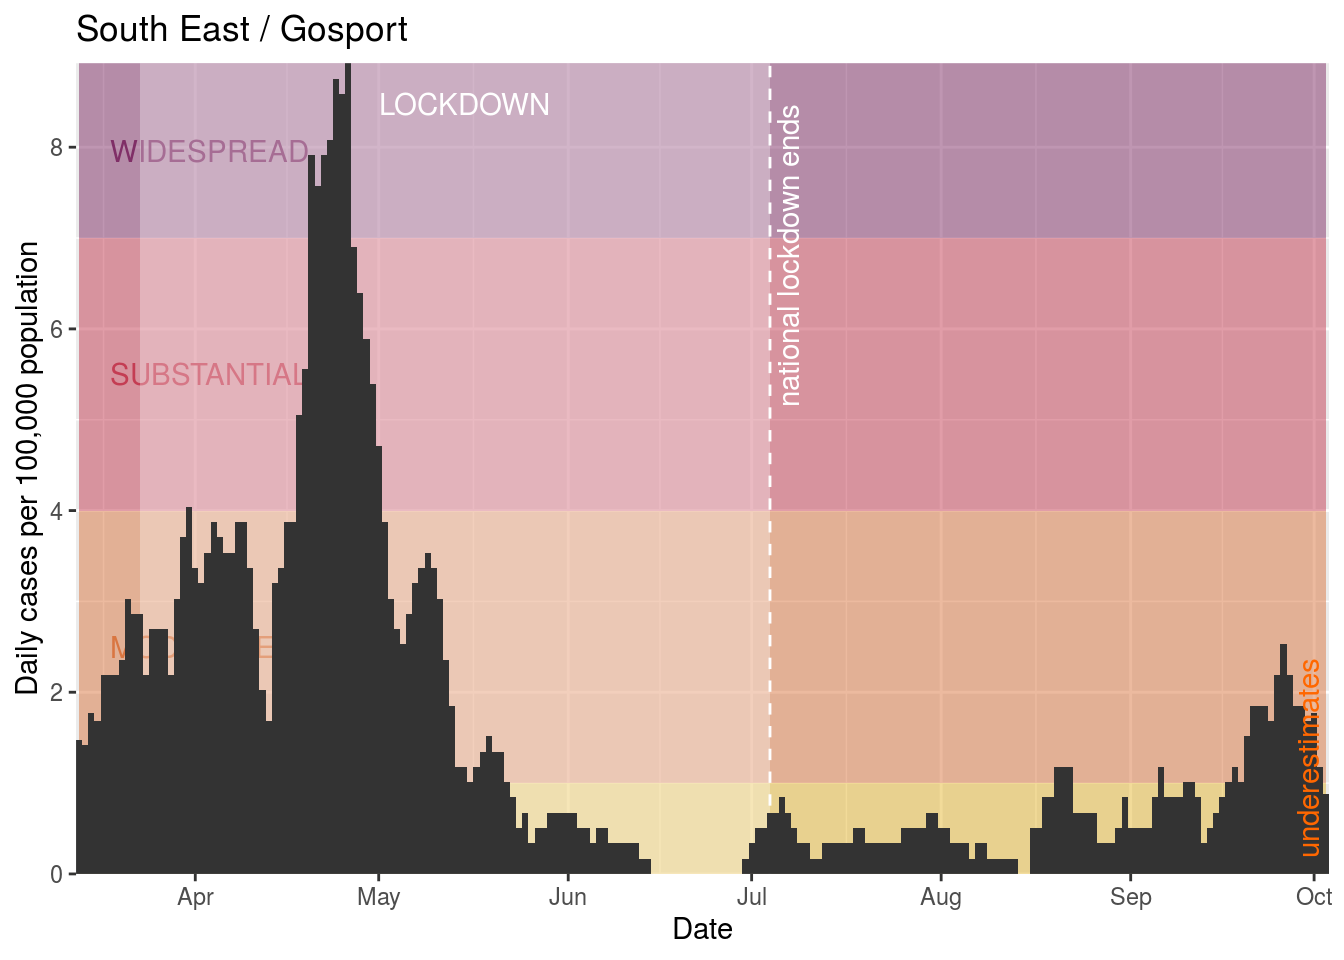 South East / Gosport
Daily cases per 100,000 population
8
6
4
2
0
WIDESPREAD
SUBSTANTIAL
LOCKDOWN
national lockdown ends
underestimates
Apr
May
Jun
Jul
Aug
Sep
Oct
Date